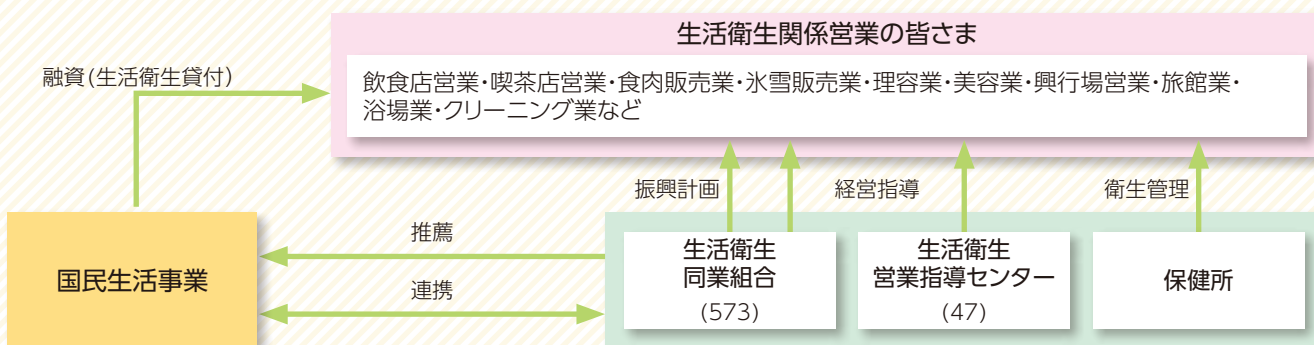 生活衛生関係営業の皆さま
融資(生活衛生貸付)
飲食店営業・喫茶店営業・食肉販売業・氷雪販売業・理容業・美容業・興行場営業・旅館業・
浴場業・クリーニング業など
振興計画
経営指導
衛生管理
国民生活事業
推薦
連携
生活衛生
同業組合
(573)
生活衛生
営業指導センター
(47)
保健所